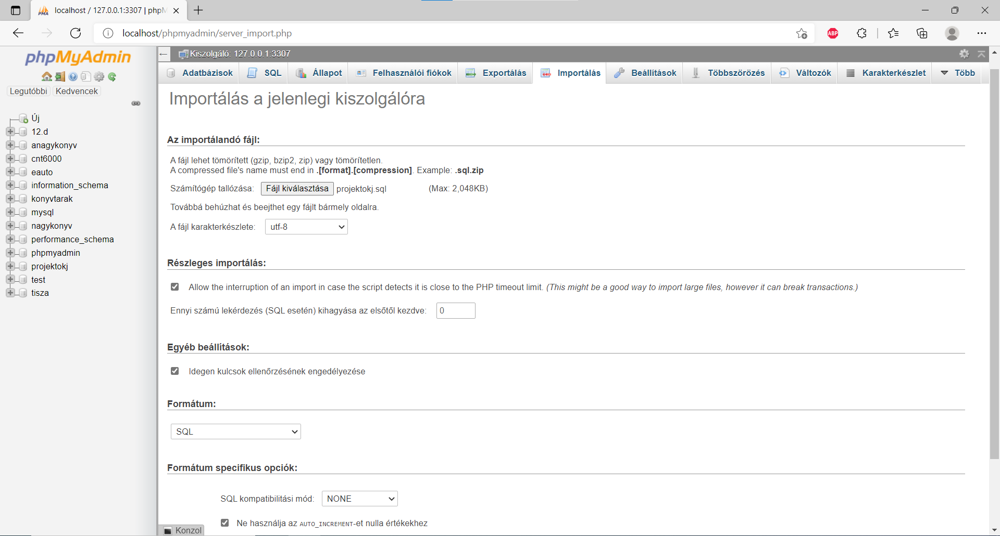 localhost / 127.0.0.1:3307 | phpM
localhost/phpmyadmin/server_import.php
ABP
phpMyAdmin
Legutóbbi
Kedvencek
Új
12.d
anagykonyv
cnt6000
eauto
information_schema
konyvtarak
mysql
nagykonyv
performance_schema
phpmyadmin
projektokj
test
tisza
Kiszolgáló: 127.0.0.1:3307
Adatbázisok SQL Állapot Felhasználói fiókok Exportálás Importálás Beállítások Többszörözés Változók Karakterkészlet Több
Importálás a jelenlegi kiszolgálóra
Az importálandó fájl:
A fájl lehet tömörített (gzip, bzip2, zip) vagy tömörítetlen.
A compressed file's name must end in .[format].[compression]. Example: .sql.zip
Számítógép tallózása: Fájl kiválasztása projektokj.sql (Max: 2,048KB)
Továbbá behúzhat és beejthet egy fájlt bármely oldalra.
A fájl karakterkészlete: utf-8
Részleges importálás:
Allow the interruption of an import in case the script detects it is close to the PHP timeout limit. (This might be a good way to import large files, however it can break transactions.)
Ennyi számú lekérdezés (SQL esetén) kihagyása az elsőtől kezdve: 0
Egyéb beállítások:
Idegen kulcsok ellenőrzésének engedélyezése
Formátum:
SQL
Formátum specifikus opciók:
SQL kompatibilitási mód: NONE
Ne használja az AUTO_INCREMENT-et nulla értékekhez
Konzol